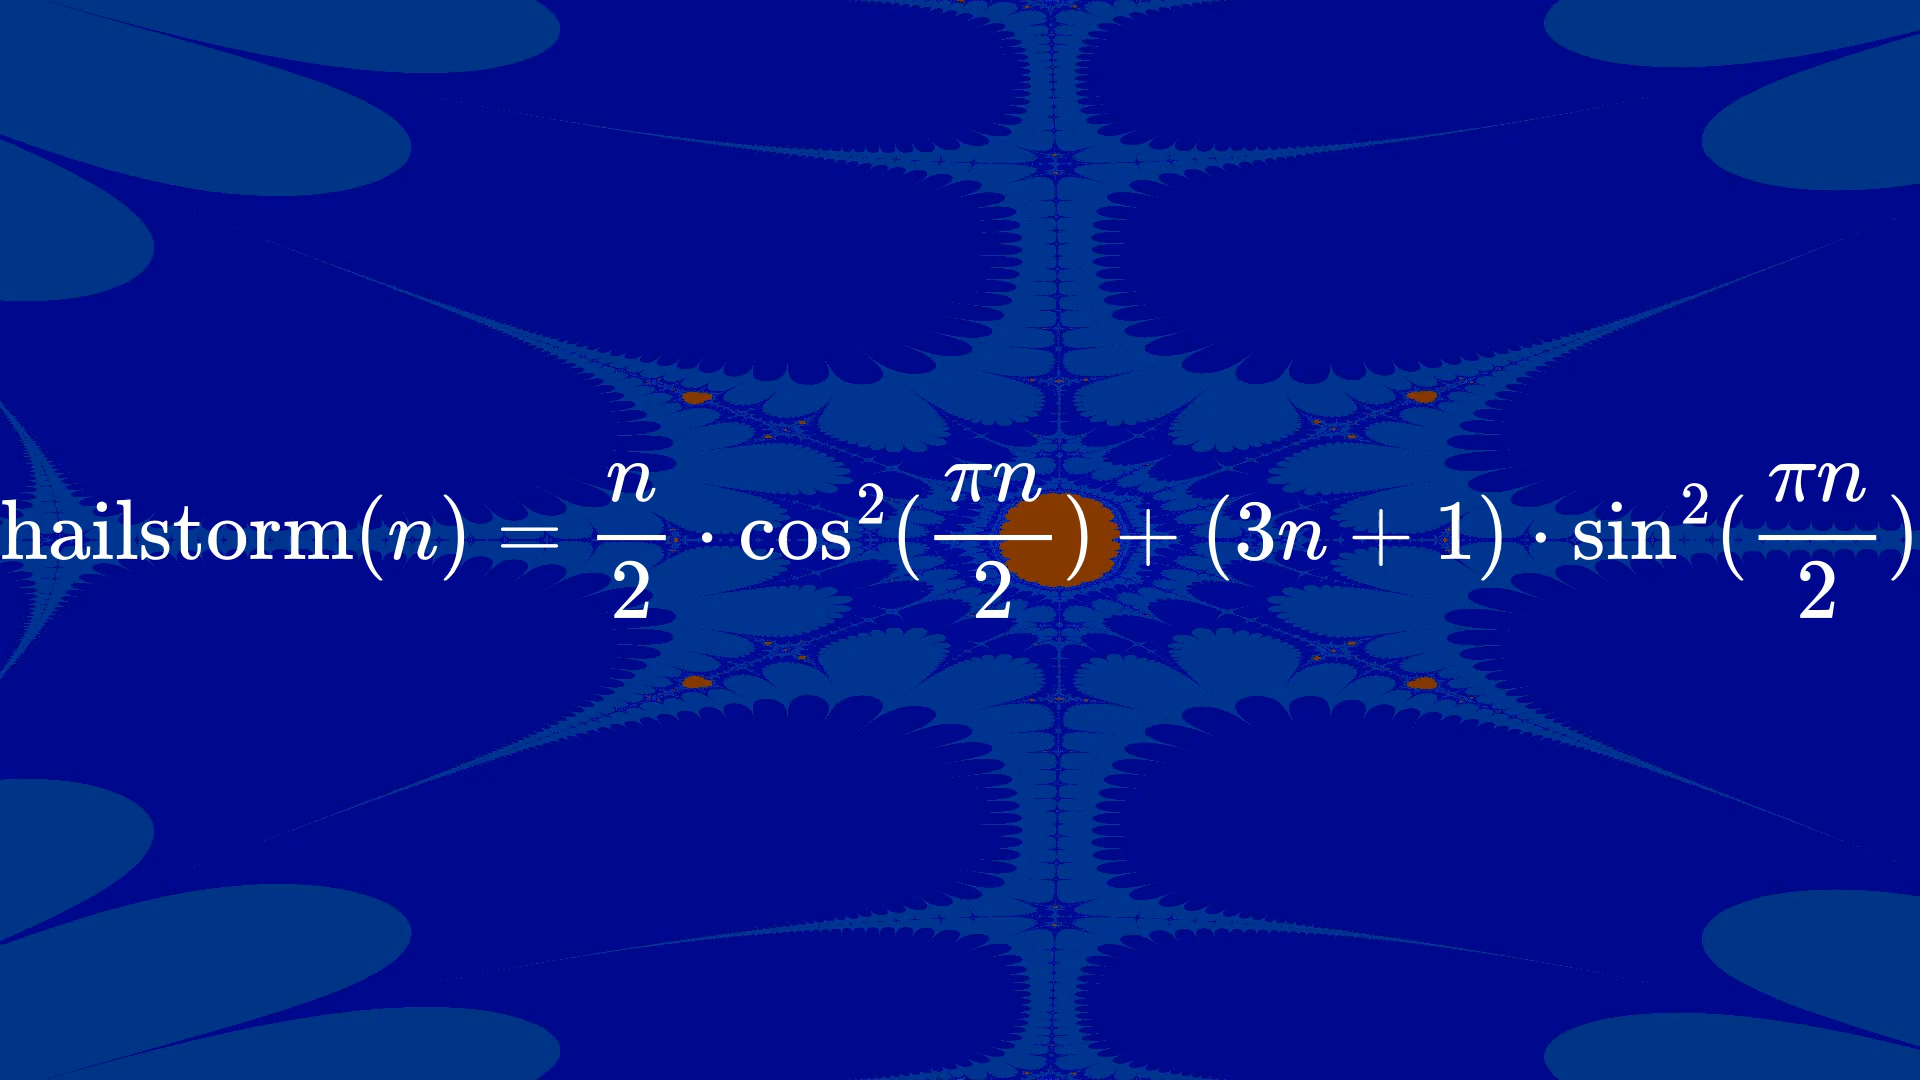 hailstorm(n) = n/2 · cos²(πn/2) + (3n + 1) · sin²(πn/2)